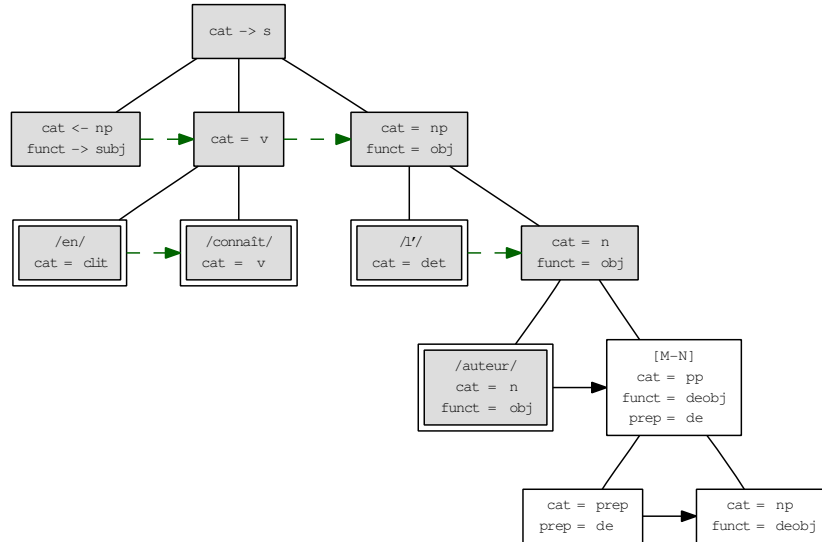 cat -> s
cat <- np
funct -> subj
cat = v
cat = np
funct = obj
/en/
cat = clit
/connaît/
cat = v
/l'/
cat = det
cat = n
funct = obj
/auteur/
cat = n
funct = obj
[M-N]
cat = pp
funct = deobj
prep = de
cat = prep
prep = de
cat = np
funct = deobj